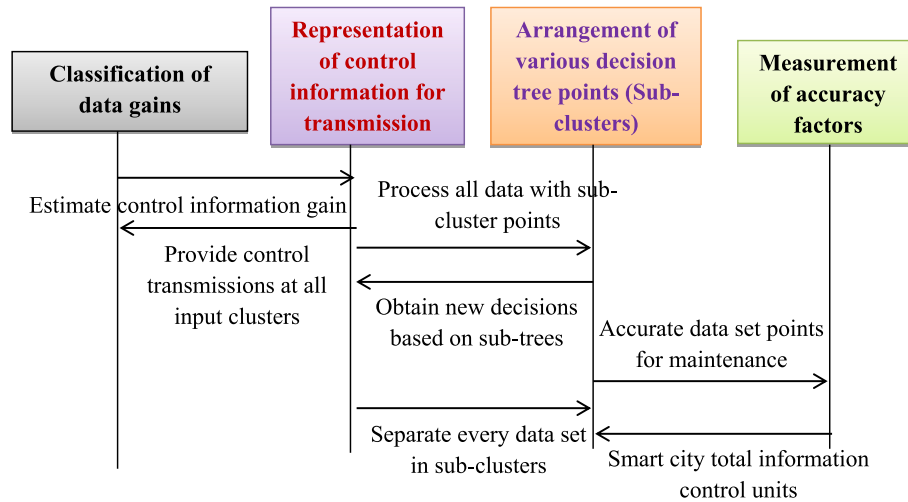 Classification of
data gains
Representation
of control
information for
transmission
Arrangement of
various decision
tree points (Sub-
clusters)
Measurement
of accuracy
factors
Estimate control information gain
Process all data with sub-
cluster points
Provide control
transmissions at all
input clusters
Obtain new decisions
based on sub-trees
Accurate data set points
for maintenance
Separate every data set
in sub-clusters
Smart city total information
control units